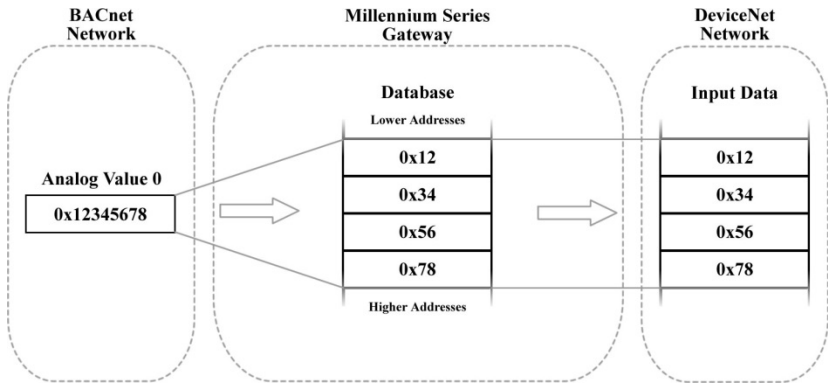 BACnet
Network
Millennium Series
Gateway
DeviceNet
Network
Database
Input Data
Lower Addresses
Analog Value 0
0x12345678
0x12
0x34
0x56
0x78
Higher Addresses
0x12
0x34
0x56
0x78